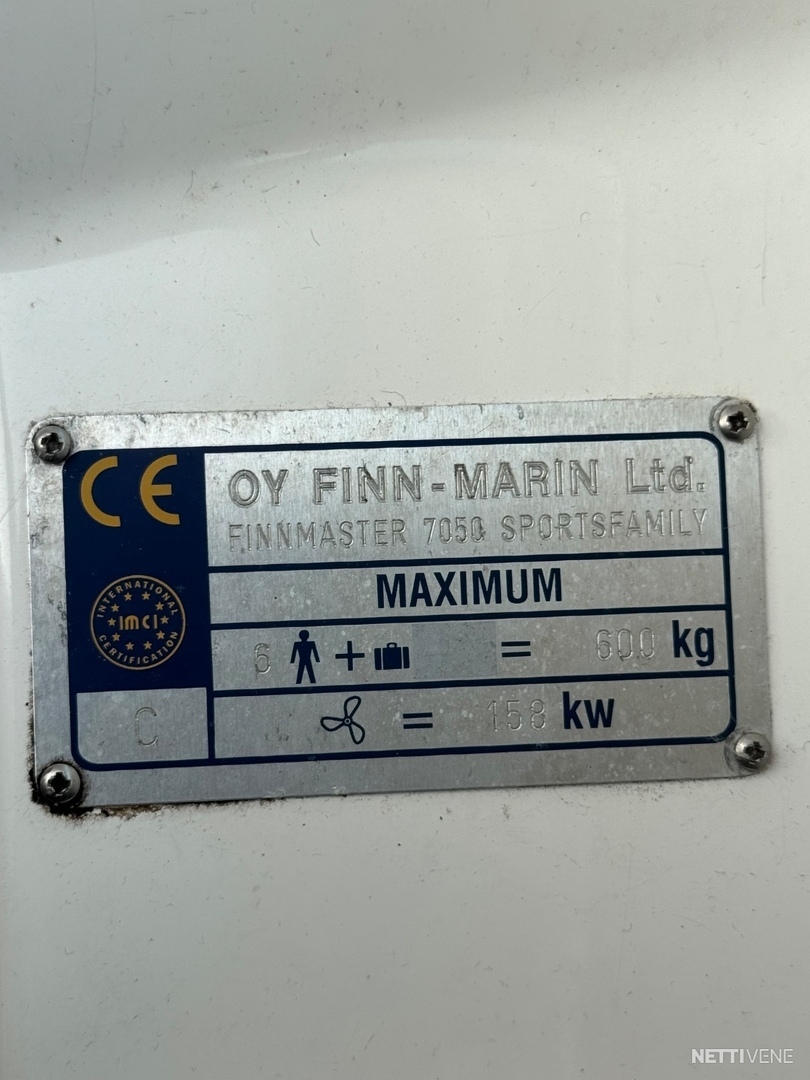 CE
OY FINN-MARIN Ltd.
FINNMASTER 7050 SPORTSFAMILY
MAXIMUM
INTERNATIONAL
IMCI
CERTIFICATION
6 + = 600 kg
C
= 158 kw
NETTIVENE